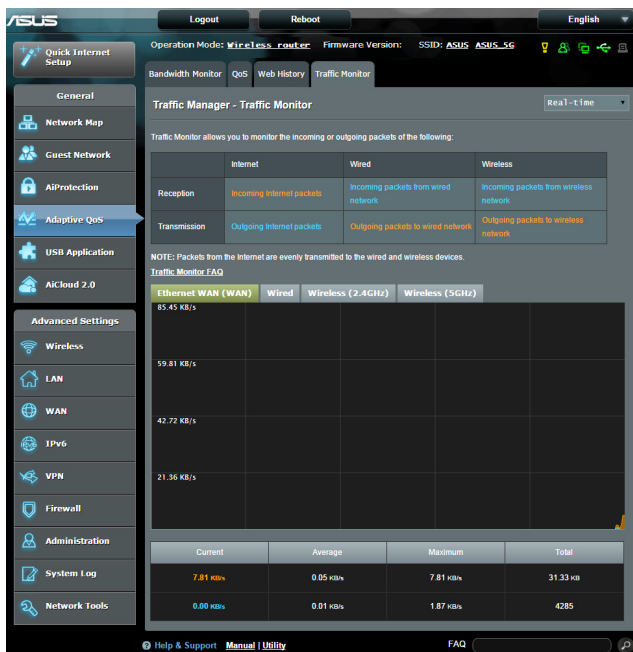 ASUS
Logout
Reboot
English
Quick Internet
Setup
Operation Mode: Wireless router Firmware Version: SSID: ASUS ASUS_5G
Bandwidth Monitor
QoS
Web History
Traffic Monitor
General
Network Map
Guest Network
AiProtection
Adaptive QoS
USB Application
AiCloud 2.0
Advanced Settings
Wireless
LAN
WAN
IPv6
VPN
Firewall
Administration
System Log
Network Tools
Traffic Manager - Traffic Monitor
Real-time
Traffic Monitor allows you to monitor the incoming or outgoing packets of the following:
Internet Wired Wireless
Reception
Incoming Internet packets
Incoming packets from wired
network
Incoming packets from wireless
network
Transmission
Outgoing Internet packets
Outgoing packets to wired network
Outgoing packets to wireless
network
NOTE: Packets from the Internet are evenly transmitted to the wired and wireless devices.
Traffic Monitor FAQ
Ethernet WAN (WAN) Wired Wireless (2.4GHz) Wireless (5GHz)
85.45 KB/s
59.81 KB/s
42.72 KB/s
21.36 KB/s
Current Average Maximum Total
7.81 KB/s 0.05 KB/s 7.81 KB/s 31.33 KB
0.00 KB/s 0.01 KB/s 1.87 KB/s 4285
Help & Support Manual | Utility FAQ